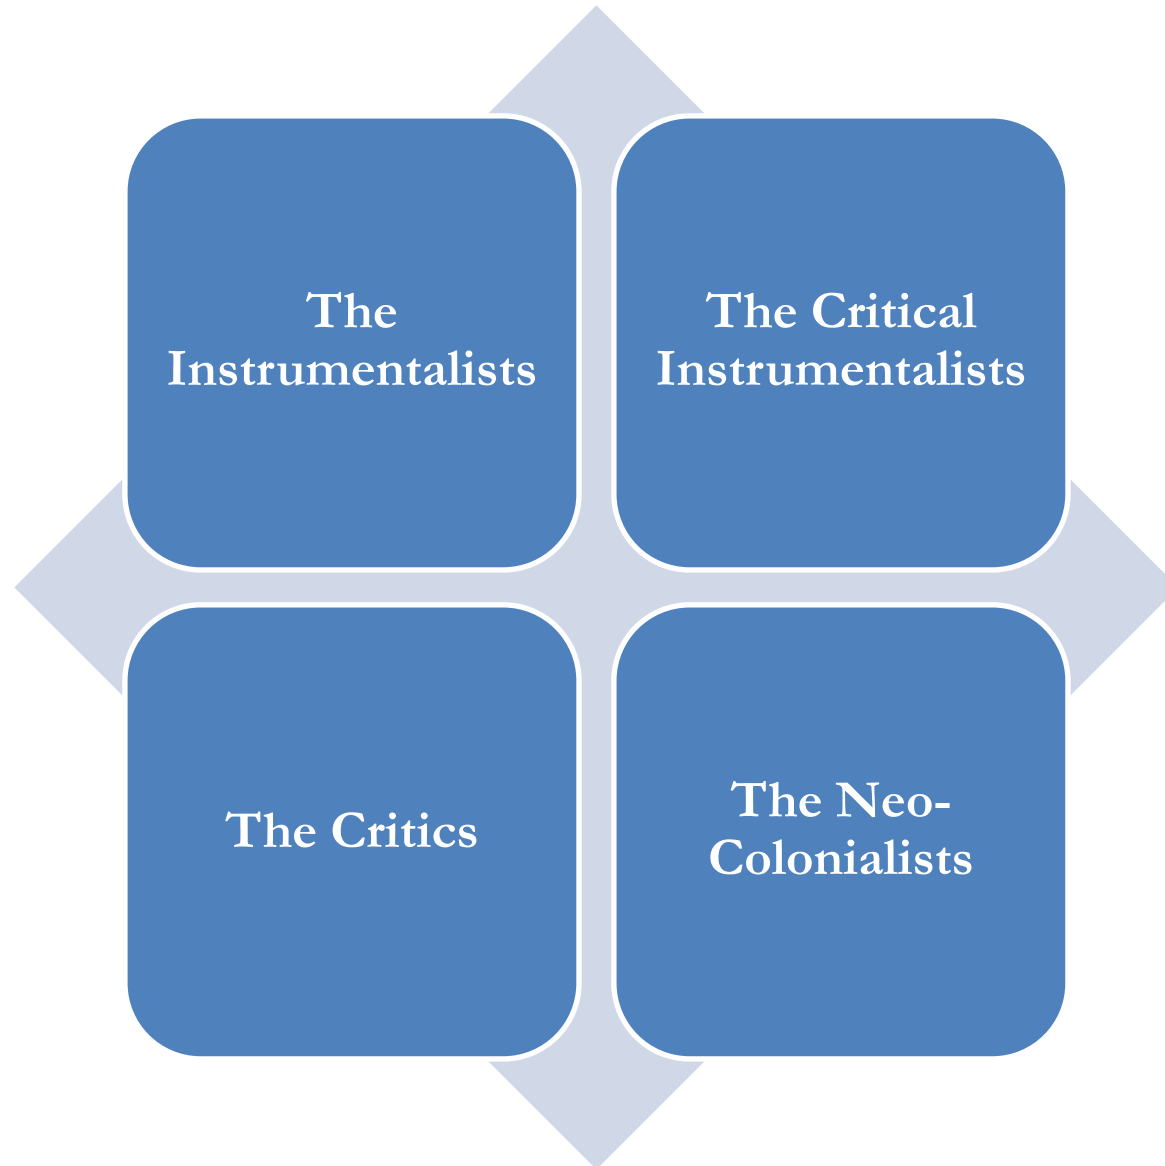 The
Instrumentalists
The Critical
Instrumentalists
The Critics
The Neo-
Colonialists